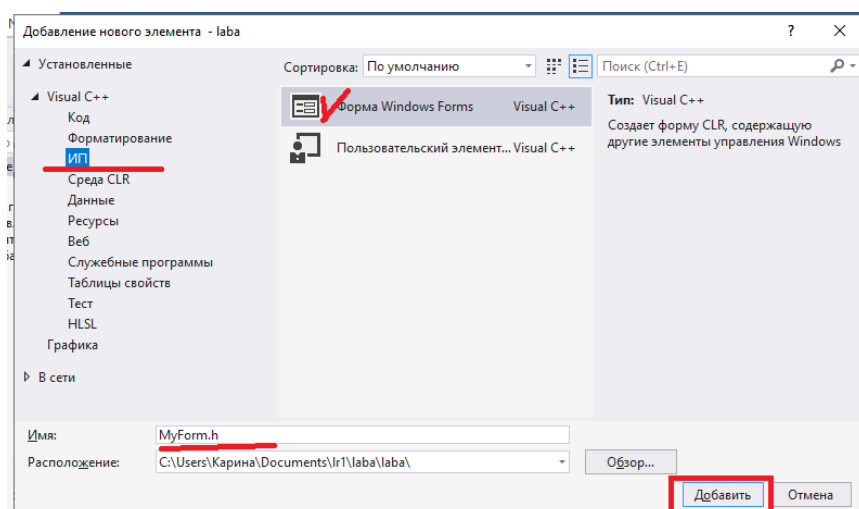 Добавление нового элемента - laba
? X
Установленные
Сортировка: По умолчанию
Поиск (Ctrl+E)
Visual C++
Код
Форматирование
ИП
Среда CLR
Данные
Ресурсы
Веб
Служебные программы
Таблицы свойств
Тест
HLSL
Графика
В сети
Форма Windows Forms Visual C++
Пользовательский элемент... Visual C++
Тип: Visual C++
Создает форму CLR, содержащую
другие элементы управления Windows
Имя: MyForm.h
Расположение: C:\Users\Карина\Documents\lr1\laba\laba\
Обзор...
Добавить Отмена